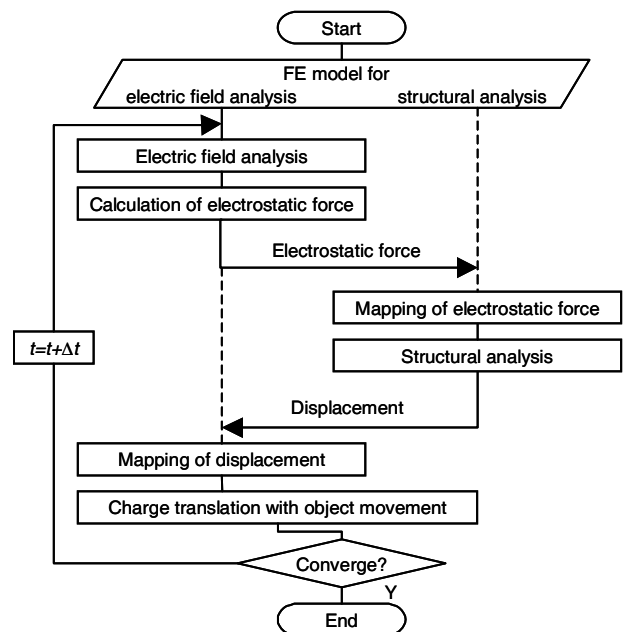 Start
FE model for
electric field analysis
structural analysis
Electric field analysis
Calculation of electrostatic force
Electrostatic force
Mapping of electrostatic force
t=t+Δt
Structural analysis
Displacement
Mapping of displacement
Charge translation with object movement
Converge?
Y
End